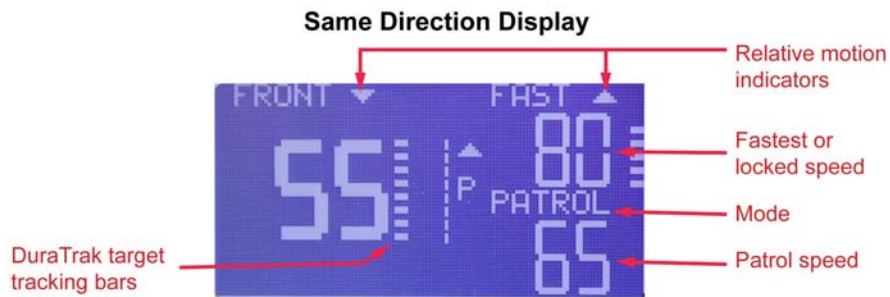 Same Direction Display
Relative motion
indicators
FRONT
FAST
55
80
Fastest or
locked speed
P
PATROL
Mode
65
Patrol speed
DuraTrak target
tracking bars